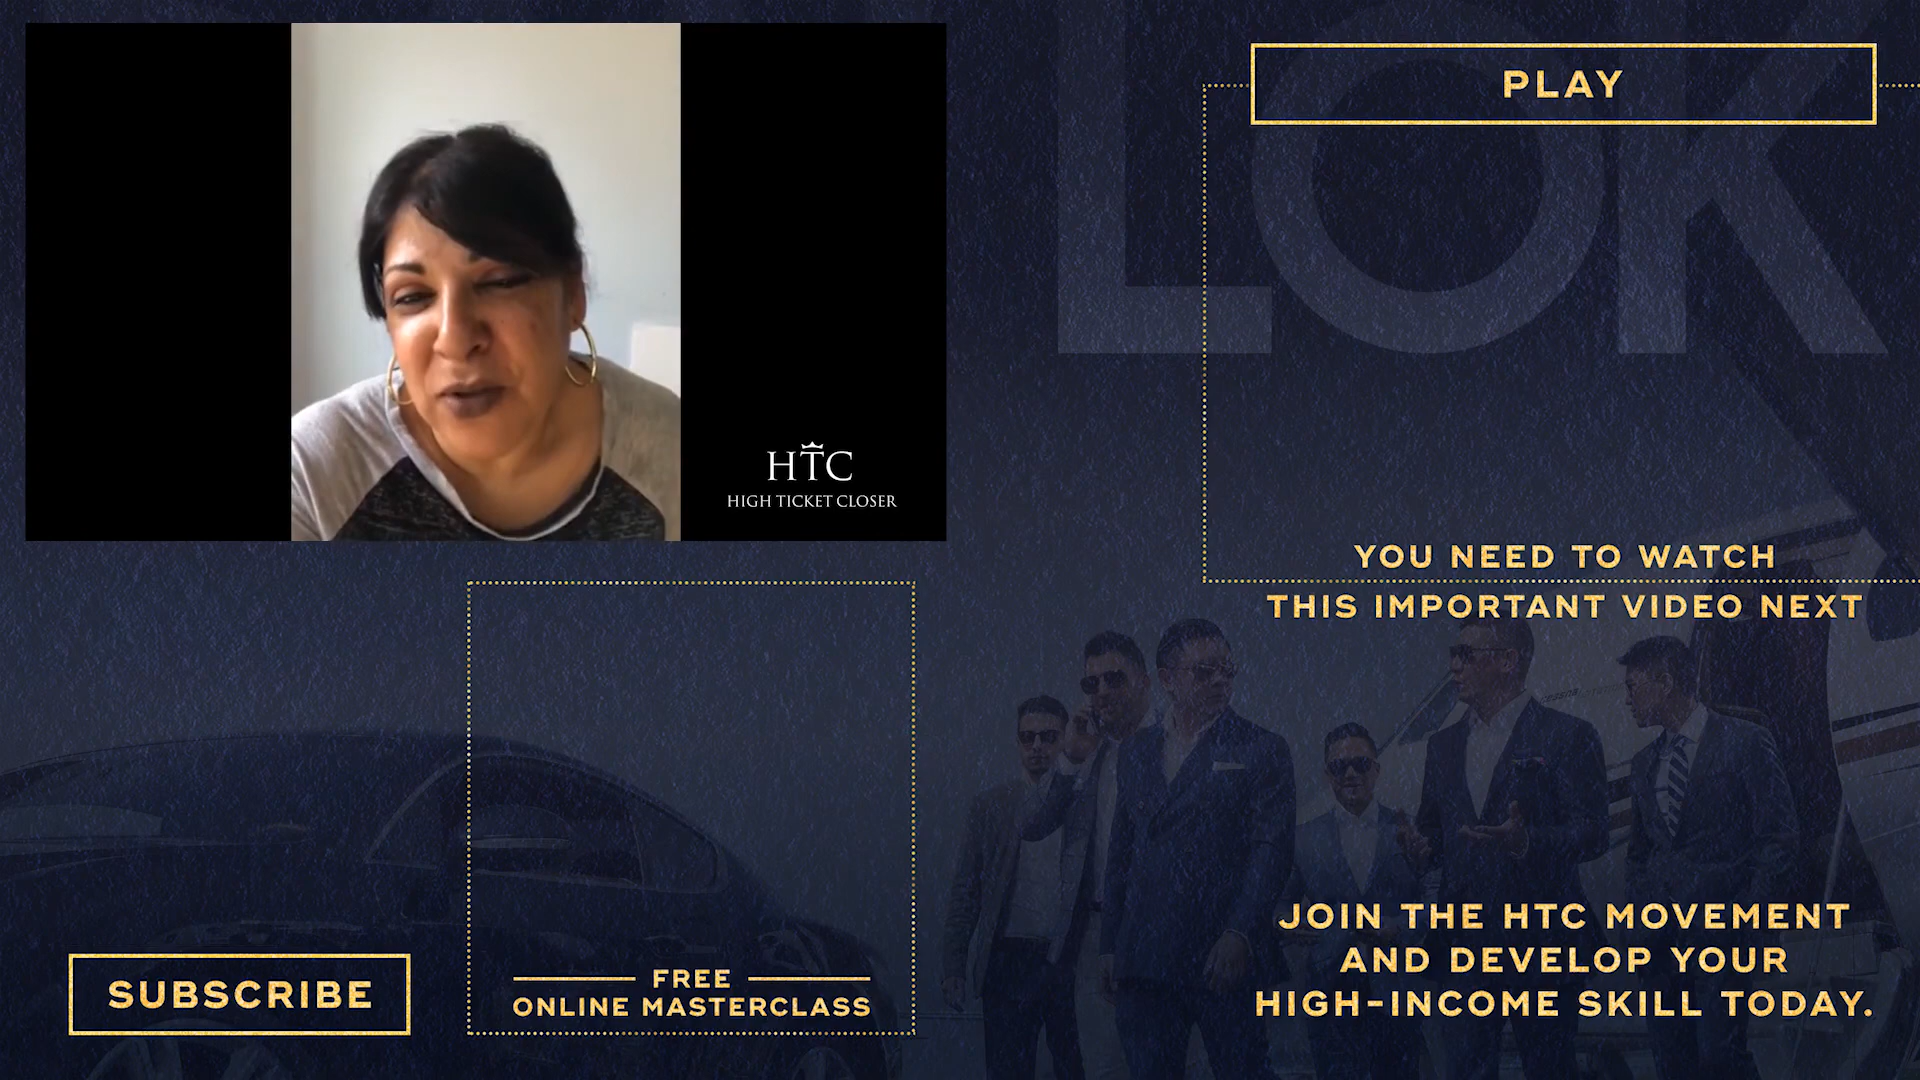 LOK
PLAY
HTC
HIGH TICKET CLOSER
YOU NEED TO WATCH
THIS IMPORTANT VIDEO NEXT
SUBSCRIBE
FREE
ONLINE MASTERCLASS
JOIN THE HTC MOVEMENT
AND DEVELOP YOUR
HIGH-INCOME SKILL TODAY.